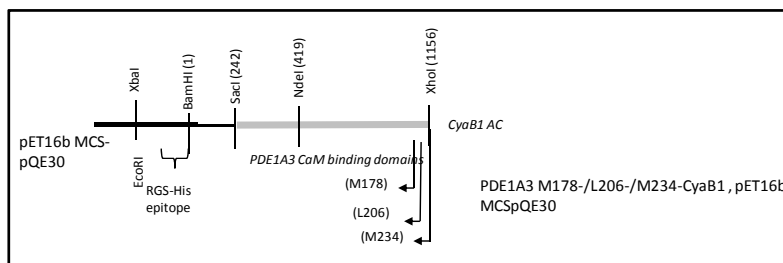 XbaI
BamHI (1)
SacI (242)
NdeI (419)
XhoI (1156)
CyaB1 AC
pET16b MCS-
pQE30
EcoRI
RGS-His
epitope
PDE1A3 CaM binding domains
(M178)
(L206)
(M234)
PDE1A3 M178-/L206-/M234-CyaB1 , pET16b
MCSpQE30